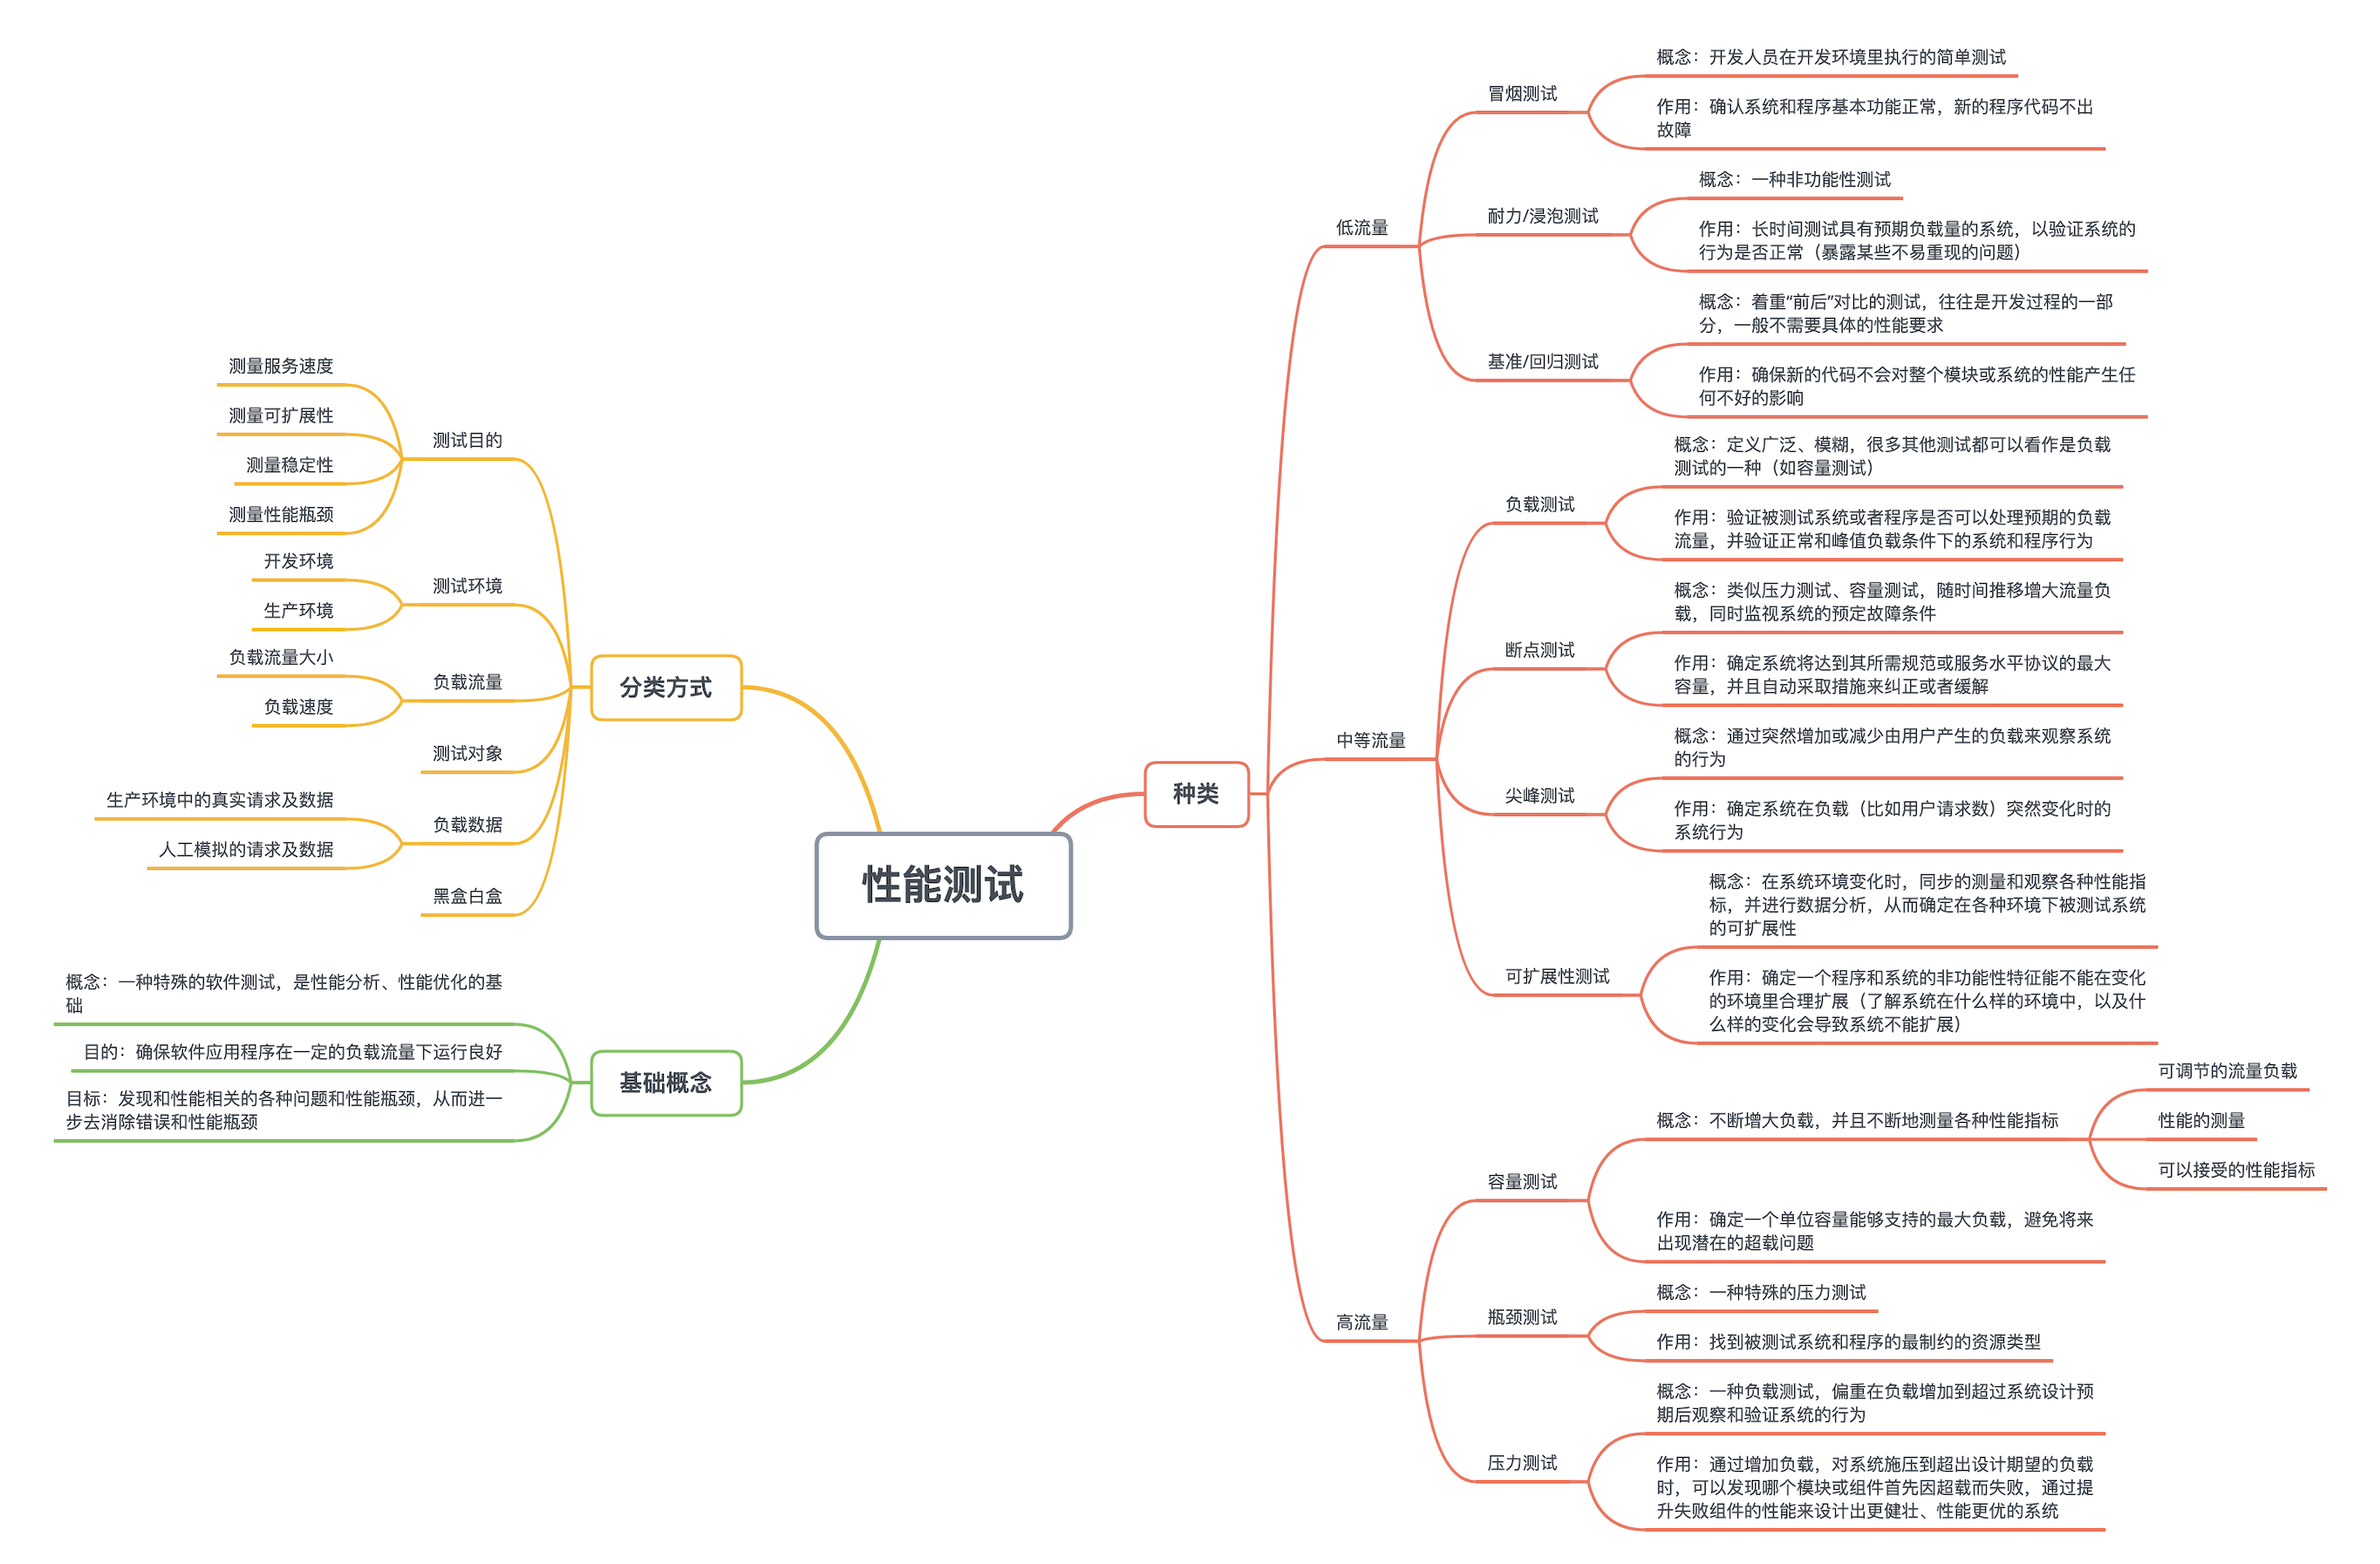 性能测试
种类
低流量
冒烟测试
概念：开发人员在开发环境里执行的简单测试
作用：确认系统和程序基本功能正常，新的程序代码不出
故障
耐力/浸泡测试
概念：一种非功能性测试
作用：长时间测试具有预期负载量的系统，以验证系统的
行为是否正常（暴露某些不易重现的问题）
基准/回归测试
概念：着重“前后”对比的测试，往往是开发过程的一部
分，一般不需要具体的性能要求
作用：确保新的代码不会对整个模块或系统的性能产生任
何不好的影响
中等流量
负载测试
概念：定义广泛、模糊，很多其他测试都可以看作是负载
测试的一种（如容量测试）
作用：验证被测试系统或者程序是否可以处理预期的负载
流量，并验证正常和峰值负载条件下的系统和程序行为
断点测试
概念：类似压力测试、容量测试，随时间推移增大流量负
载，同时监视系统的预定故障条件
作用：确定系统将达到其所需规范或服务水平协议的最大
容量，并且自动采取措施来纠正或者缓解
尖峰测试
概念：通过突然增加或减少由用户产生的负载来观察系统
的行为
作用：确定系统在负载（比如用户请求数）突然变化时的
系统行为
可扩展性测试
概念：在系统环境变化时，同步的测量和观察各种性能指
标，并进行数据分析，从而确定在各种环境下被测试系统
的可扩展性
作用：确定一个程序和系统的非功能性特征能不能在变化
的环境里合理扩展（了解系统在什么样的环境中，以及什
么样的变化会导致系统不能扩展）
高流量
容量测试
概念：不断增大负载，并且不断地测量各种性能指标
可调节的流量负载
性能的测量
可以接受的性能指标
作用：确定一个单位容量能够支持的最大负载，避免将来
出现潜在的超载问题
瓶颈测试
概念：一种特殊的压力测试
作用：找到被测试系统和程序的最制约的资源类型
压力测试
概念：一种负载测试，偏重在负载增加到超过系统设计预
期后观察和验证系统的行为
作用：通过增加负载，对系统施压到超出设计期望的负载
时，可以发现哪个模块或组件首先因超载而失败，通过提
升失败组件的性能来设计出更健壮、性能更优的系统
分类方式
测试目的
测量服务速度
测量可扩展性
测量稳定性
测量性能瓶颈
测试环境
开发环境
生产环境
负载流量
负载流量大小
负载速度
测试对象
负载数据
生产环境中的真实请求及数据
人工模拟的请求及数据
黑盒白盒
基础概念
概念：一种特殊的软件测试，是性能分析、性能优化的基
础
目的：确保软件应用程序在一定的负载流量下运行良好
目标：发现和性能相关的各种问题和性能瓶颈，从而进一
步去消除错误和性能瓶颈